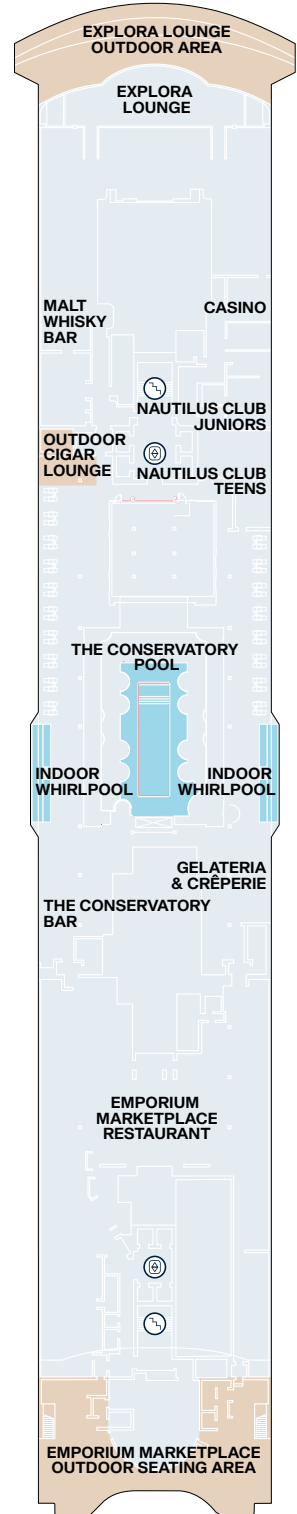 EXPLORA LOUNGE
OUTDOOR AREA
EXPLORA
LOUNGE
MALT
WHISKY
BAR
CASINO
NAUTILUS CLUB
JUNIORS
OUTDOOR
CIGAR
LOUNGE
NAUTILUS CLUB
TEENS
THE CONSERVATORY
POOL
INDOOR
WHIRLPOOL
INDOOR
WHIRLPOOL
GELATERIA
& CRÊPERIE
THE CONSERVATORY
BAR
EMPORIUM
MARKETPLACE
RESTAURANT
EMPORIUM MARKETPLACE
OUTDOOR SEATING AREA